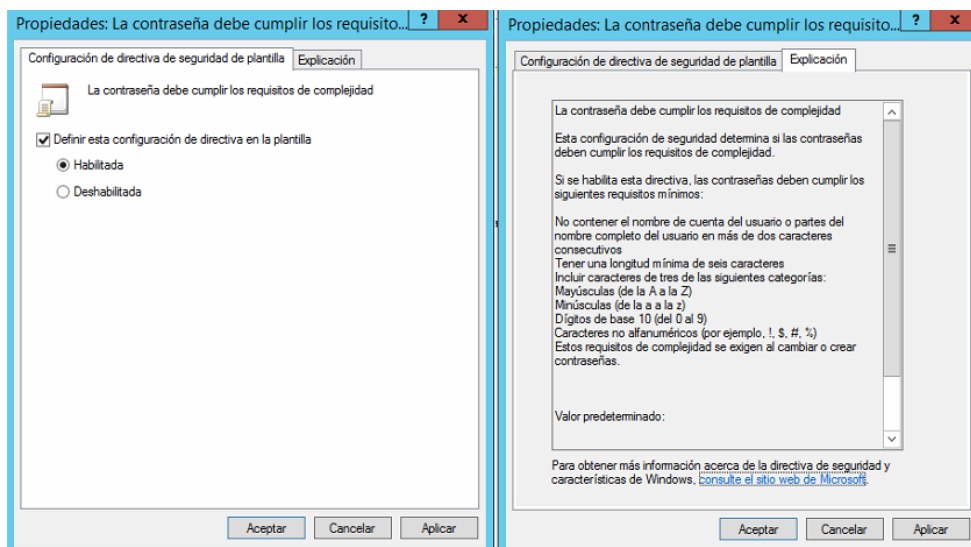 Propiedades: La contraseña debe cumplir los requisito...
?
x
Configuración de directiva de seguridad de plantilla
Explicación
La contraseña debe cumplir los requisitos de complejidad
Definir esta configuración de directiva en la plantilla
Habilitada
Deshabilitada
Aceptar
Cancelar
Aplicar
Propiedades: La contraseña debe cumplir los requisito...
?
x
Configuración de directiva de seguridad de plantilla
Explicación
La contraseña debe cumplir los requisitos de complejidad
Esta configuración de seguridad determina si las contraseñas
deben cumplir los requisitos de complejidad.
Si se habilita esta directiva, las contraseñas deben cumplir los
siguientes requisitos mínimos:
No contener el nombre de cuenta del usuario o partes del
nombre completo del usuario en más de dos caracteres
consecutivos
Tener una longitud mínima de seis caracteres
Incluir caracteres de tres de las siguientes categorías:
Mayúsculas (de la A a la Z)
Minúsculas (de la a a la z)
Dígitos de base 10 (del 0 al 9)
Caracteres no alfanuméricos (por ejemplo, !, $, #, %)
Estos requisitos de complejidad se exigen al cambiar o crear
contraseñas.
Valor predeterminado:
Para obtener más información acerca de la directiva de seguridad y
características de Windows, consulte el sitio web de Microsoft.
Aceptar
Cancelar
Aplicar